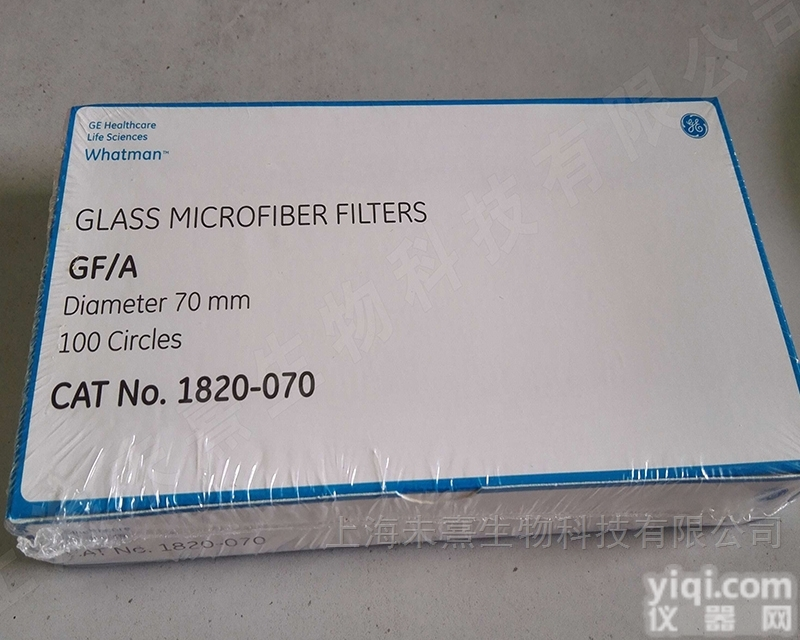 GE Healthcare
Life Sciences
Whatman™
GLASS MICROFIBER FILTERS
GF/A
Diameter 70 mm
100 Circles
CAT No. 1820-070
CAT No. 1820-070
上海未熹生物科技有限公司
yiqi.com
仪器网